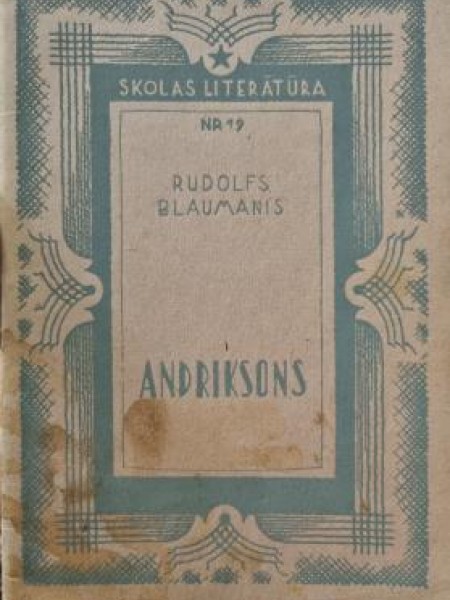 SKOLAS LITERĀTŪRA
NR 19
RUDOLFS
BLAUMANIS
ANDRIKSONS